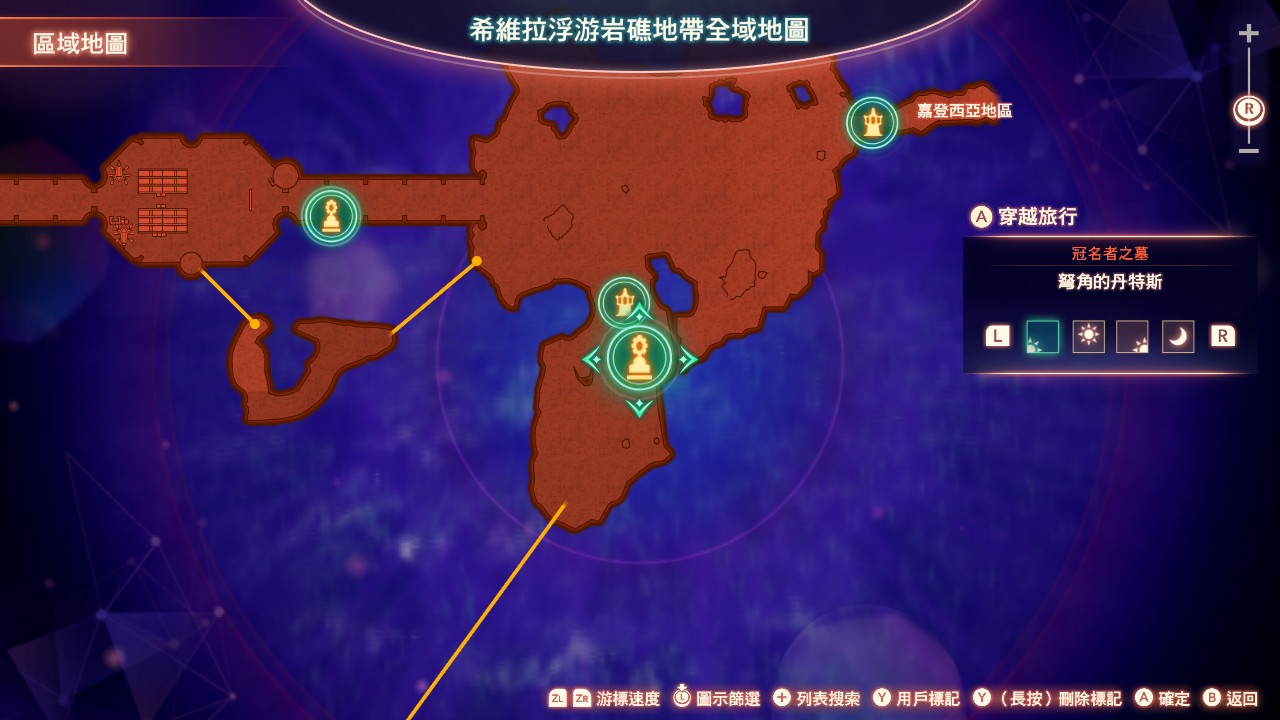 希維拉浮游岩礁地帶全域地圖
區域地圖
R
嘉登西亞地區
A 穿越旅行
冠名者之墓
弩角的丹特斯
L R
ZL ZR 游標速度 L 圖示篩選 + 列表搜索 Y 用戶標記 Y（長按）刪除標記 A 確定 B 返回